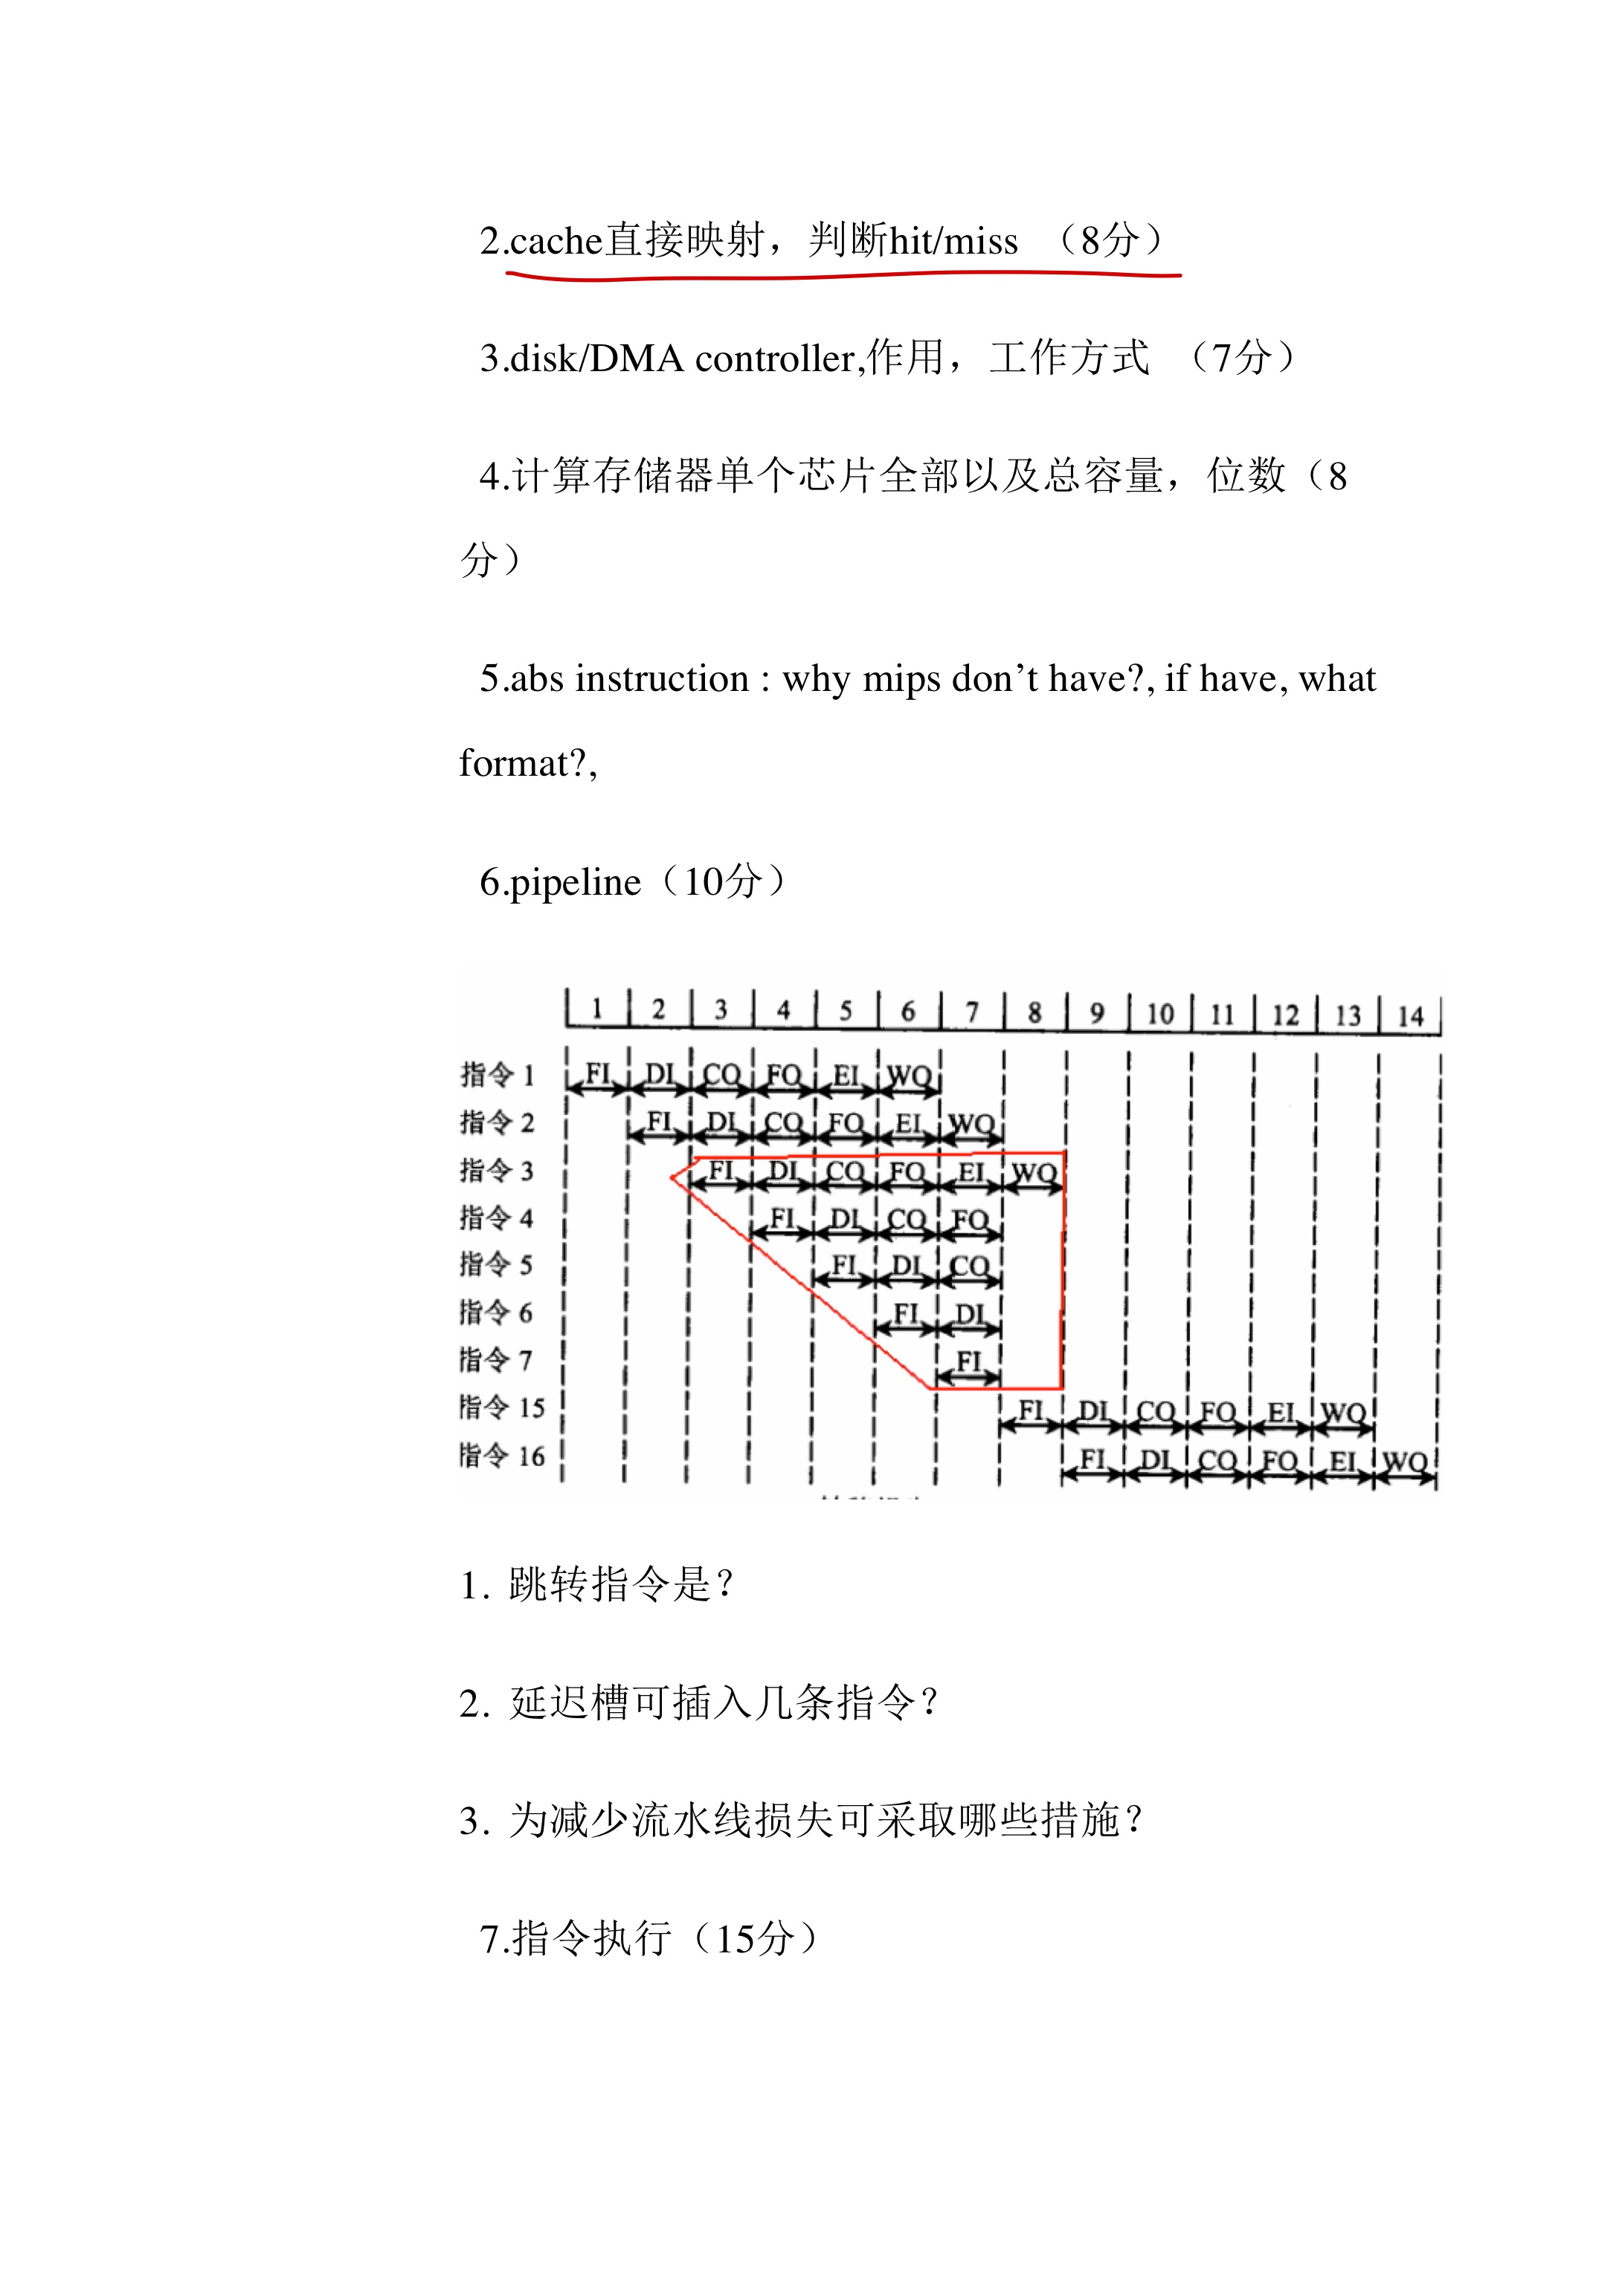 2.cache直接映射，判断hit/miss （8分）
3.disk/DMA controller,作用，工作方式 （7分）
4.计算存储器单个芯片全部以及总容量，位数（8
分）
5.abs instruction : why mips don’t have?, if have, what
format?,
6.pipeline（10分）
1 2 3 4 5 6 7 8 9 10 11 12 13 14
指令 1 FI DI CO FO EI WO
指令 2 FI DI CO FO EI WO
指令 3 FI DI CO FO EI WO
指令 4 FI DI CO FO
指令 5 FI DI CO
指令 6 FI DI
指令 7 FI
指令 15 FI DI CO FO EI WO
指令 16 FI DI CO FO EI WO
1. 跳转指令是？
2. 延迟槽可插入几条指令？
3. 为减少流水线损失可采取哪些措施？
7.指令执行（15分）